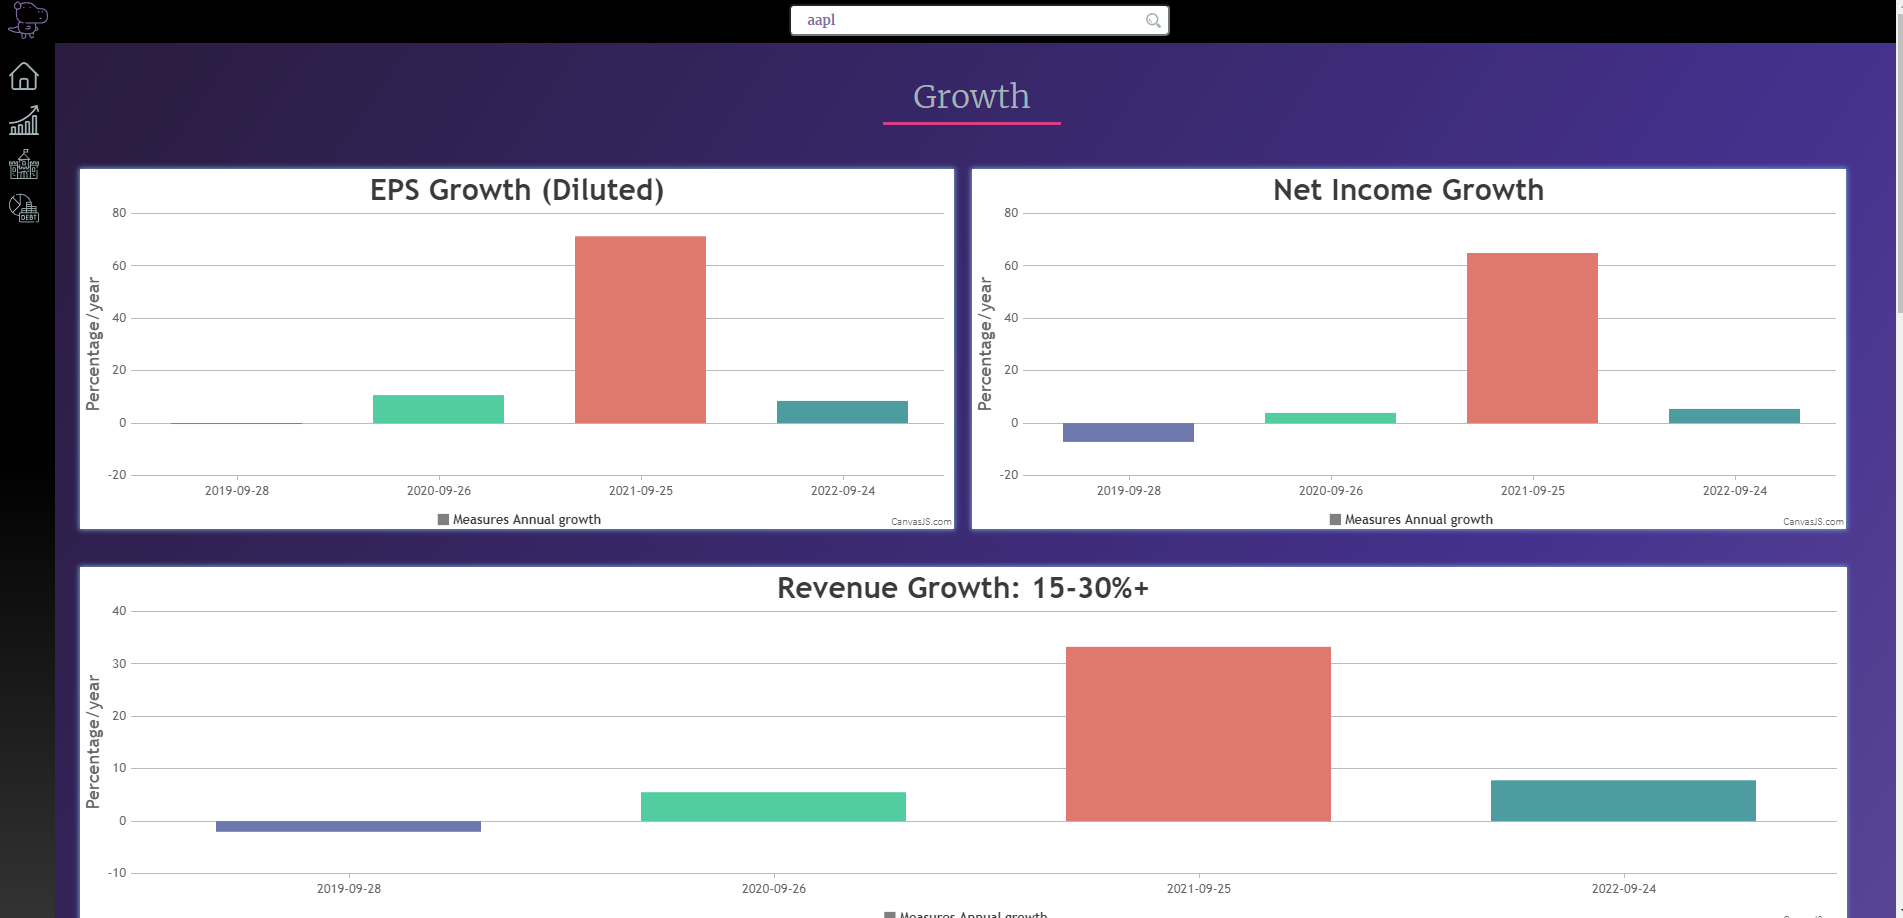 aapl
DEBT
Growth
EPS Growth (Diluted)
Percentage/year
80
60
40
20
0
-20
2019-09-28 2020-09-26 2021-09-25 2022-09-24
Measures Annual growth
CanvasJS.com
Net Income Growth
Percentage/year
80
60
40
20
0
-20
2019-09-28 2020-09-26 2021-09-25 2022-09-24
Measures Annual growth
CanvasJS.com
Revenue Growth: 15-30%+
Percentage/year
40
30
20
10
0
-10
2019-09-28 2020-09-26 2021-09-25 2022-09-24
Measures Annual growth